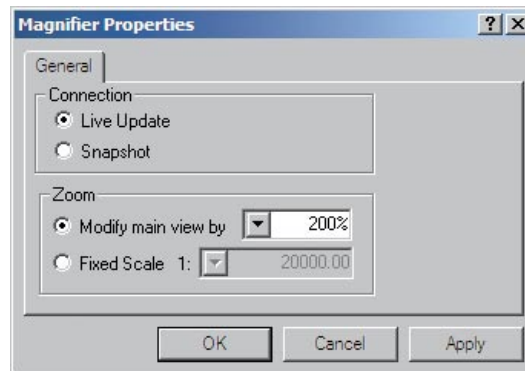 Magnifier Properties
General
Connection
Live Update
Snapshot
Zoom
Modify main view by 200%
Fixed Scale 1: 20000.00
OK Cancel Apply